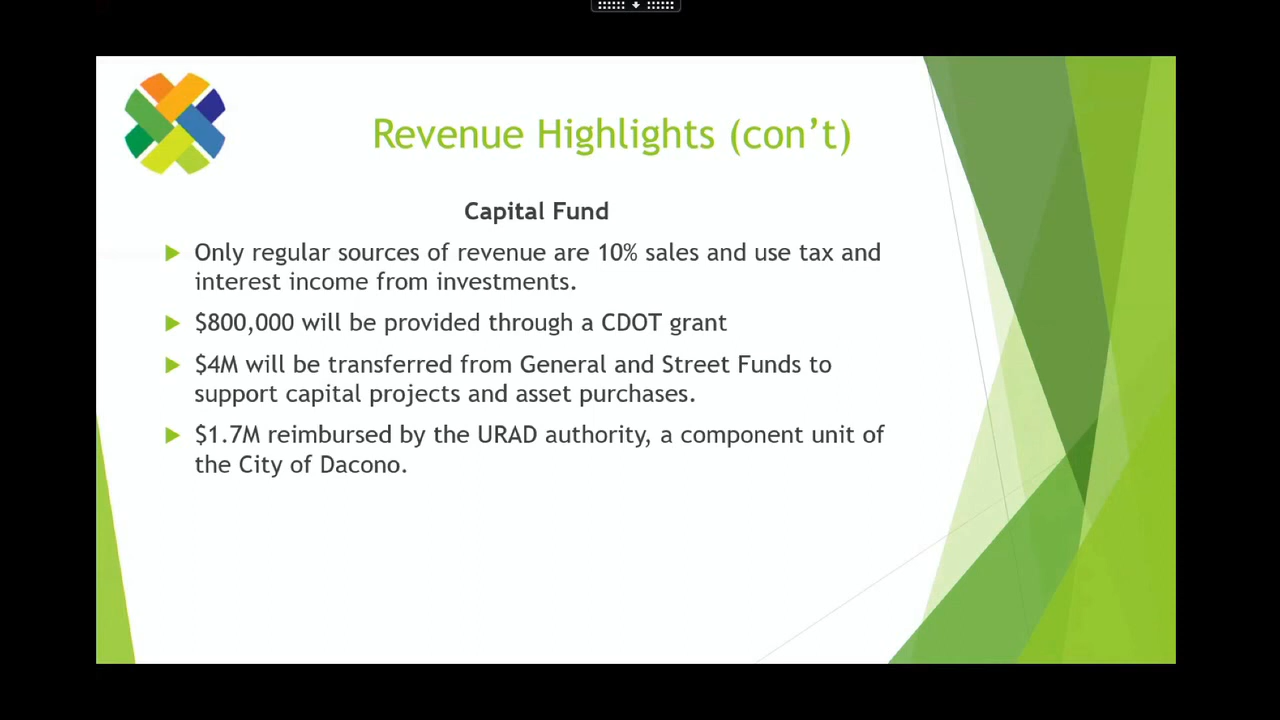 Revenue Highlights (con’t)
Capital Fund
Only regular sources of revenue are 10% sales and use tax and
interest income from investments.
$800,000 will be provided through a CDOT grant
$4M will be transferred from General and Street Funds to
support capital projects and asset purchases.
$1.7M reimbursed by the URAD authority, a component unit of
the City of Dacono.